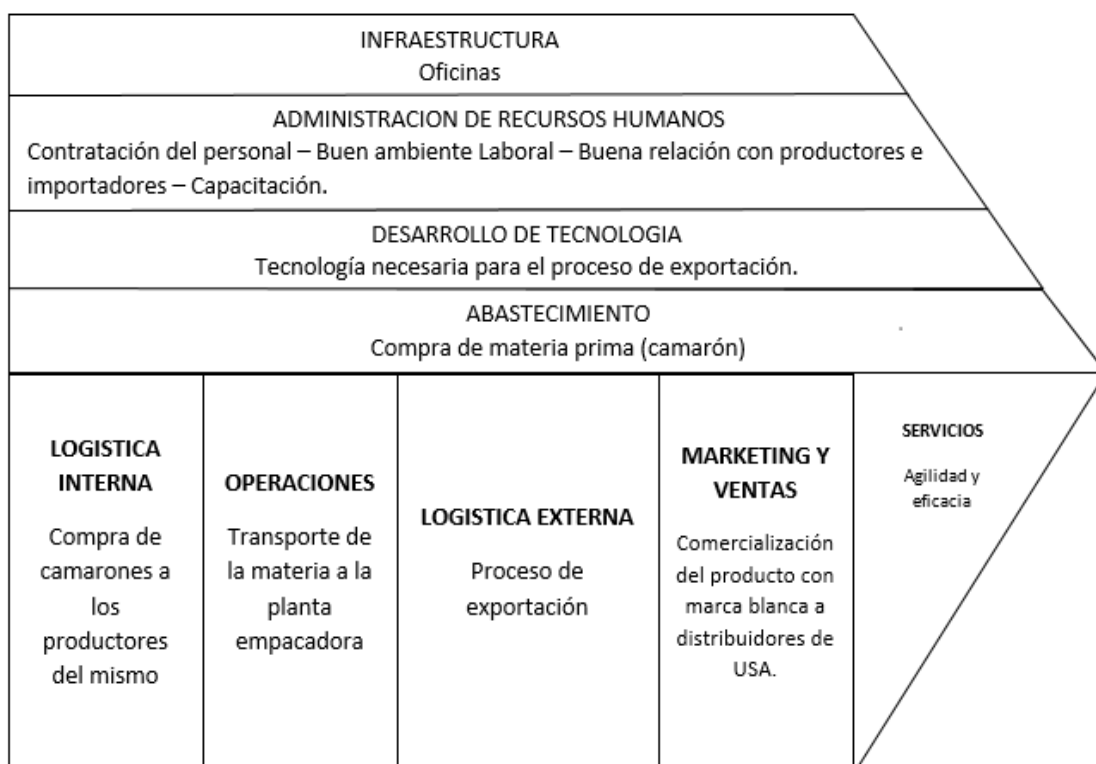 INFRAESTRUCTURA
Oficinas
ADMINISTRACION DE RECURSOS HUMANOS
Contratación del personal – Buen ambiente Laboral – Buena relación con productores e
importadores – Capacitación.
DESARROLLO DE TECNOLOGIA
Tecnología necesaria para el proceso de exportación.
ABASTECIMIENTO
Compra de materia prima (camarón)
LOGISTICA
INTERNA
Compra de
camarones a
los
productores
del mismo
OPERACIONES
Transporte de
la materia a la
planta
empacadora
LOGISTICA EXTERNA
Proceso de
exportación
MARKETING Y
VENTAS
Comercialización
del producto con
marca blanca a
distribuidores de
USA.
SERVICIOS
Agilidad y
eficacia